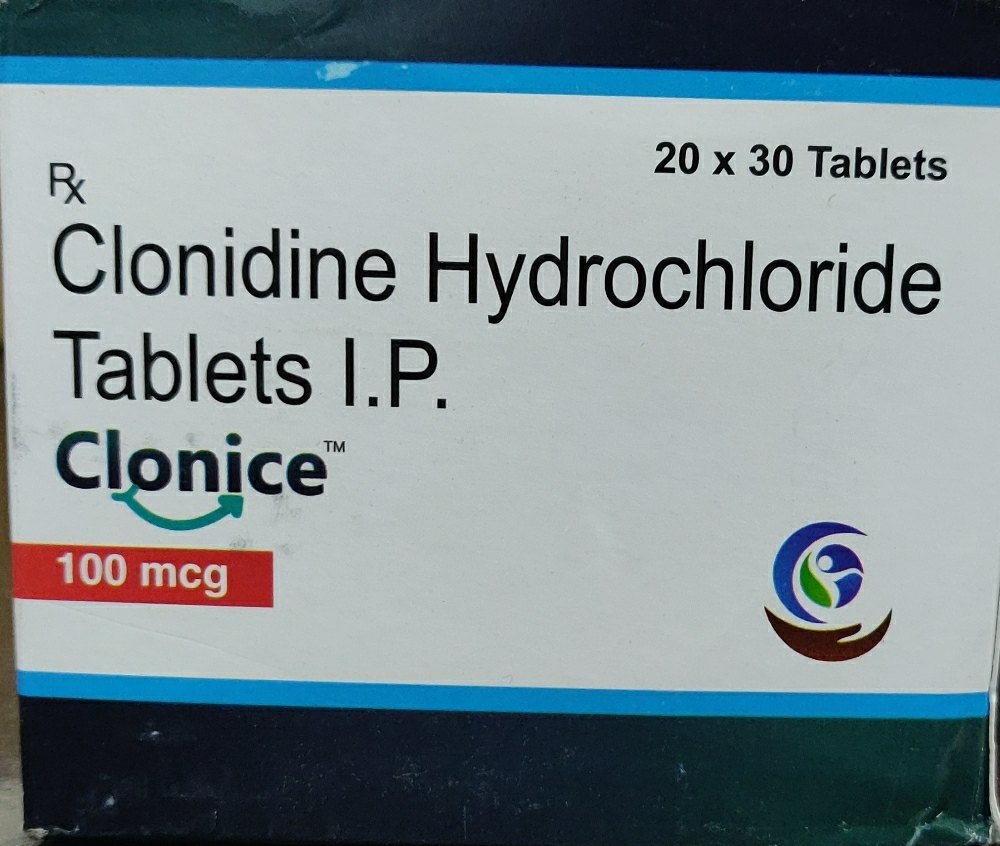 20 x 30 Tablets
Rx
Clonidine Hydrochloride
Tablets I.P.
Clonice™
100 mcg